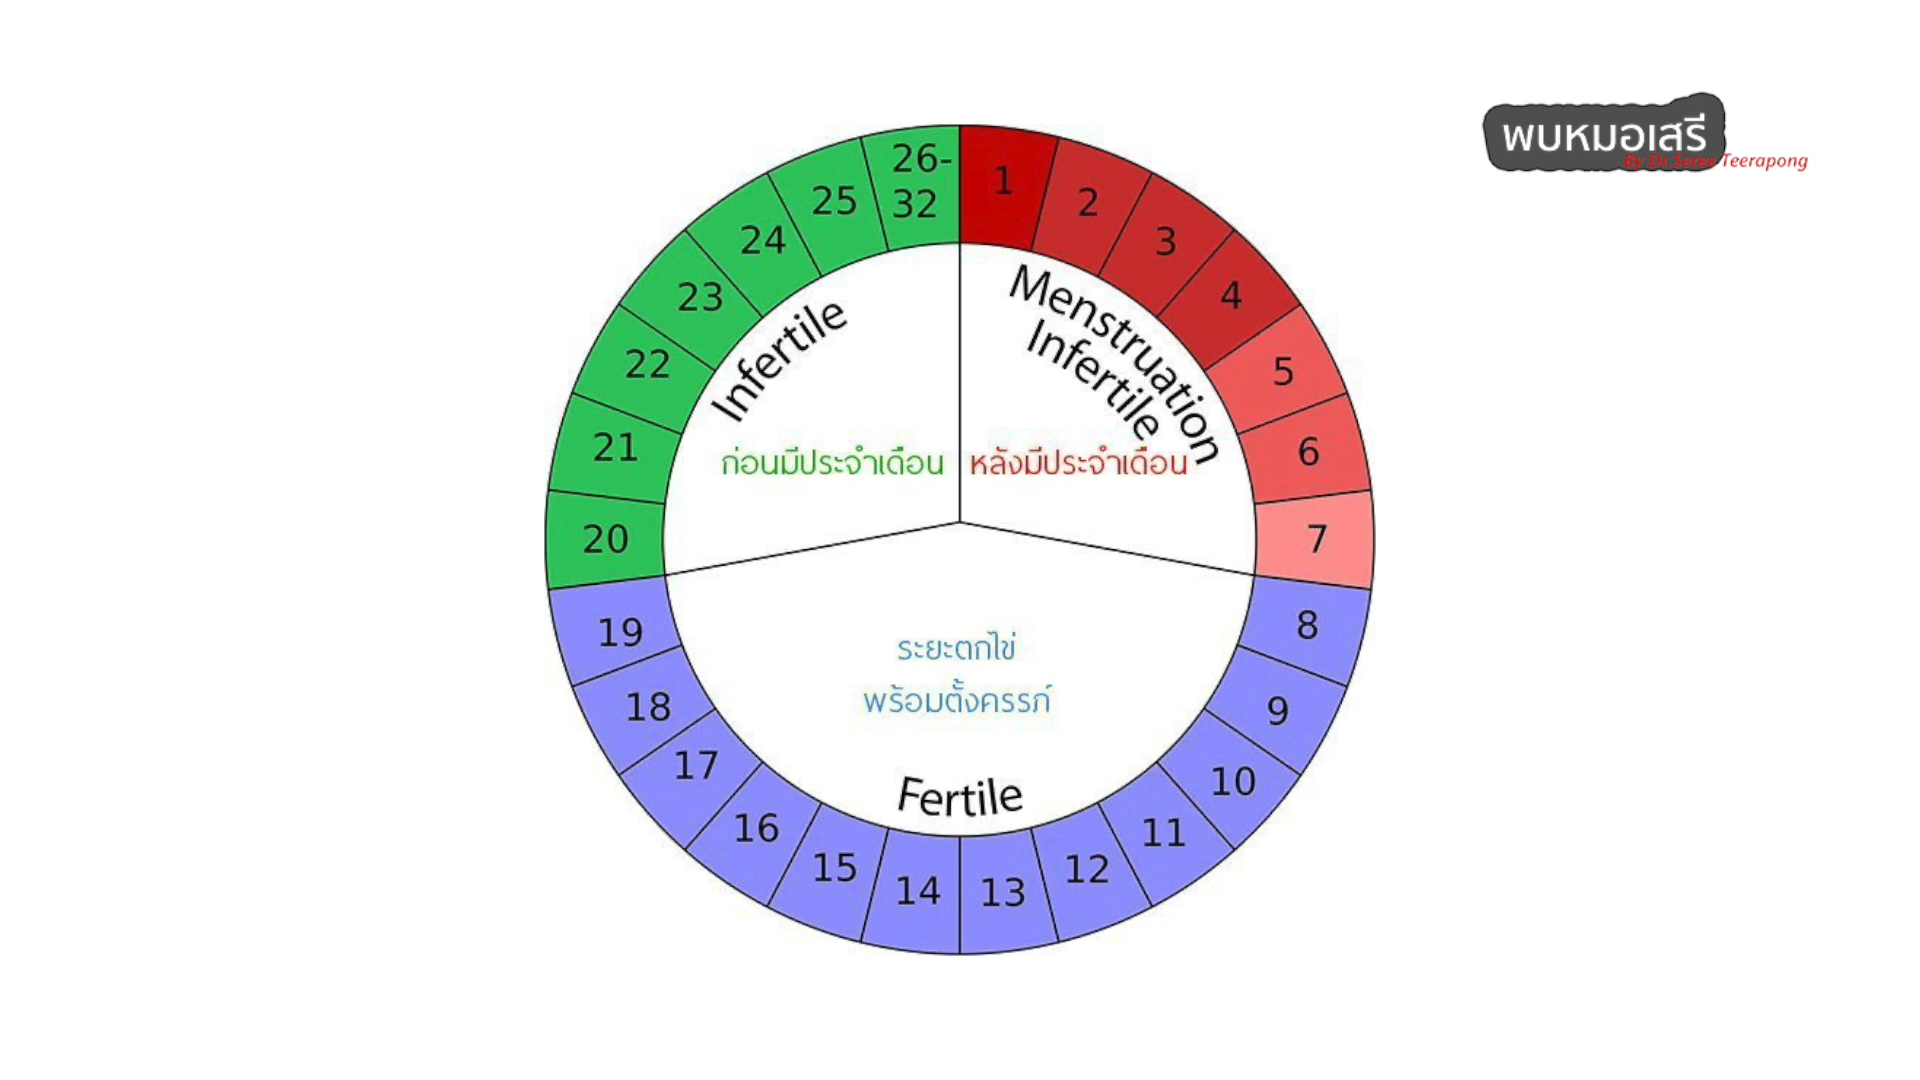 พบหมอเสรี
By Dr.Seree Teerapong
26-
32
1
2
3
4
5
6
7
8
9
10
11
12
13
14
15
16
17
18
19
20
21
22
23
24
25
Infertile
Menstruation
Infertile
ก่อนมีประจำเดือน
หลังมีประจำเดือน
ระยะตกไข่
พร้อมตั้งครรภ์
Fertile